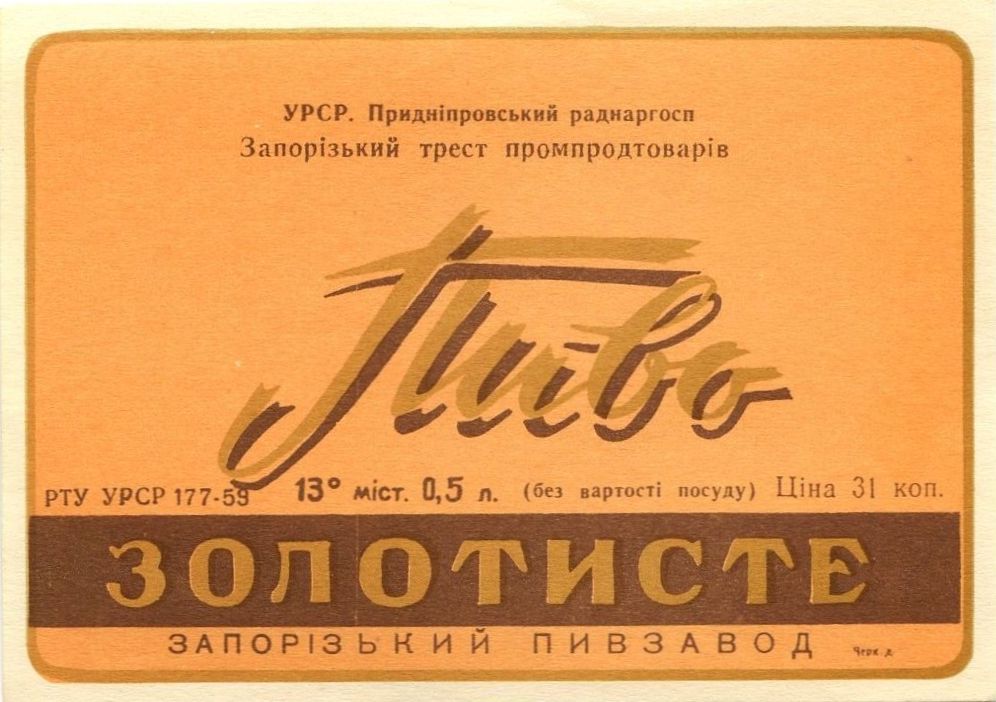 УРСР. Придніпровський раднаргосп
Запорізький трест промпродтоварів
Пиво
РТУ УРСР 177-59 13° міст. 0,5 л. (без вартості посуду) Ціна 31 коп.
ЗОЛОТИСТЕ
ЗАПОРІЗЬКИЙ ПИВЗАВОД
Черк. д.